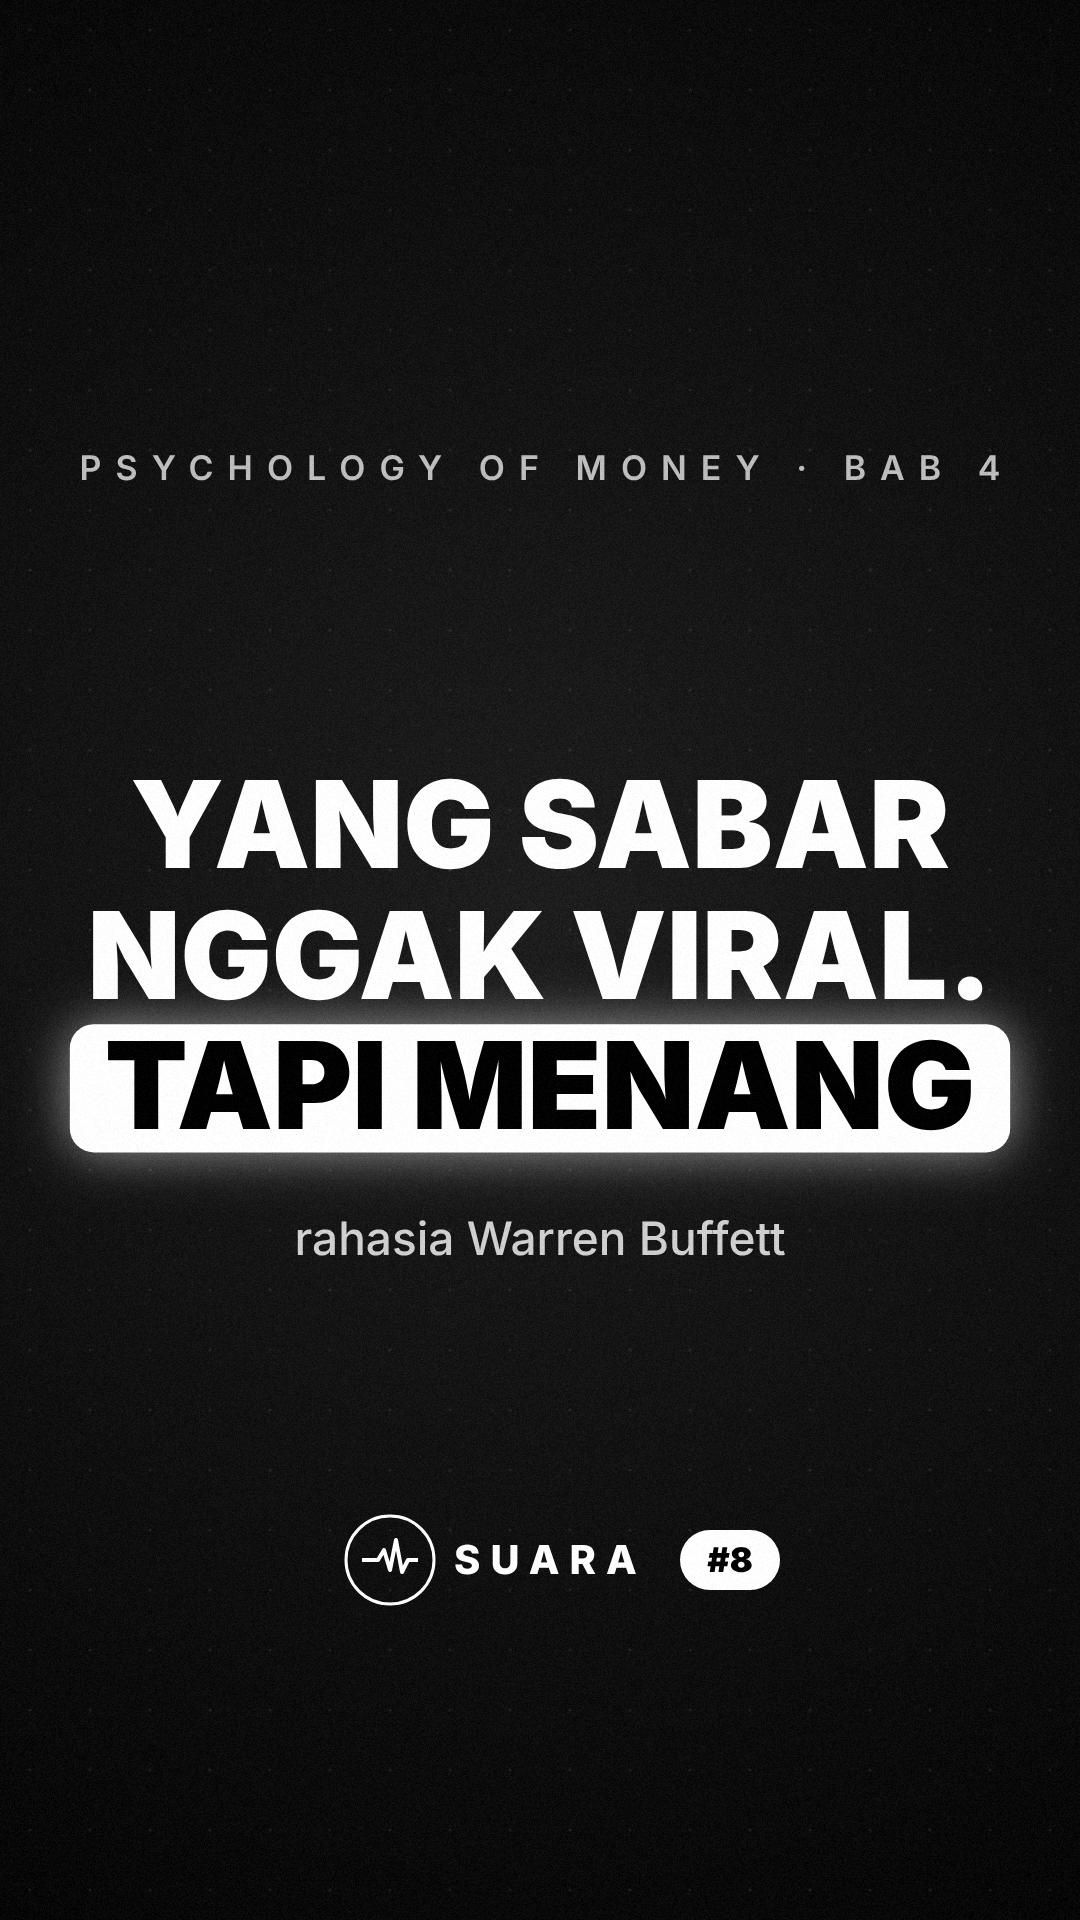 PSYCHOLOGY OF MONEY · BAB 4
YANG SABAR
NGGAK VIRAL.
TAPI MENANG
rahasia Warren Buffett
SUARA #8